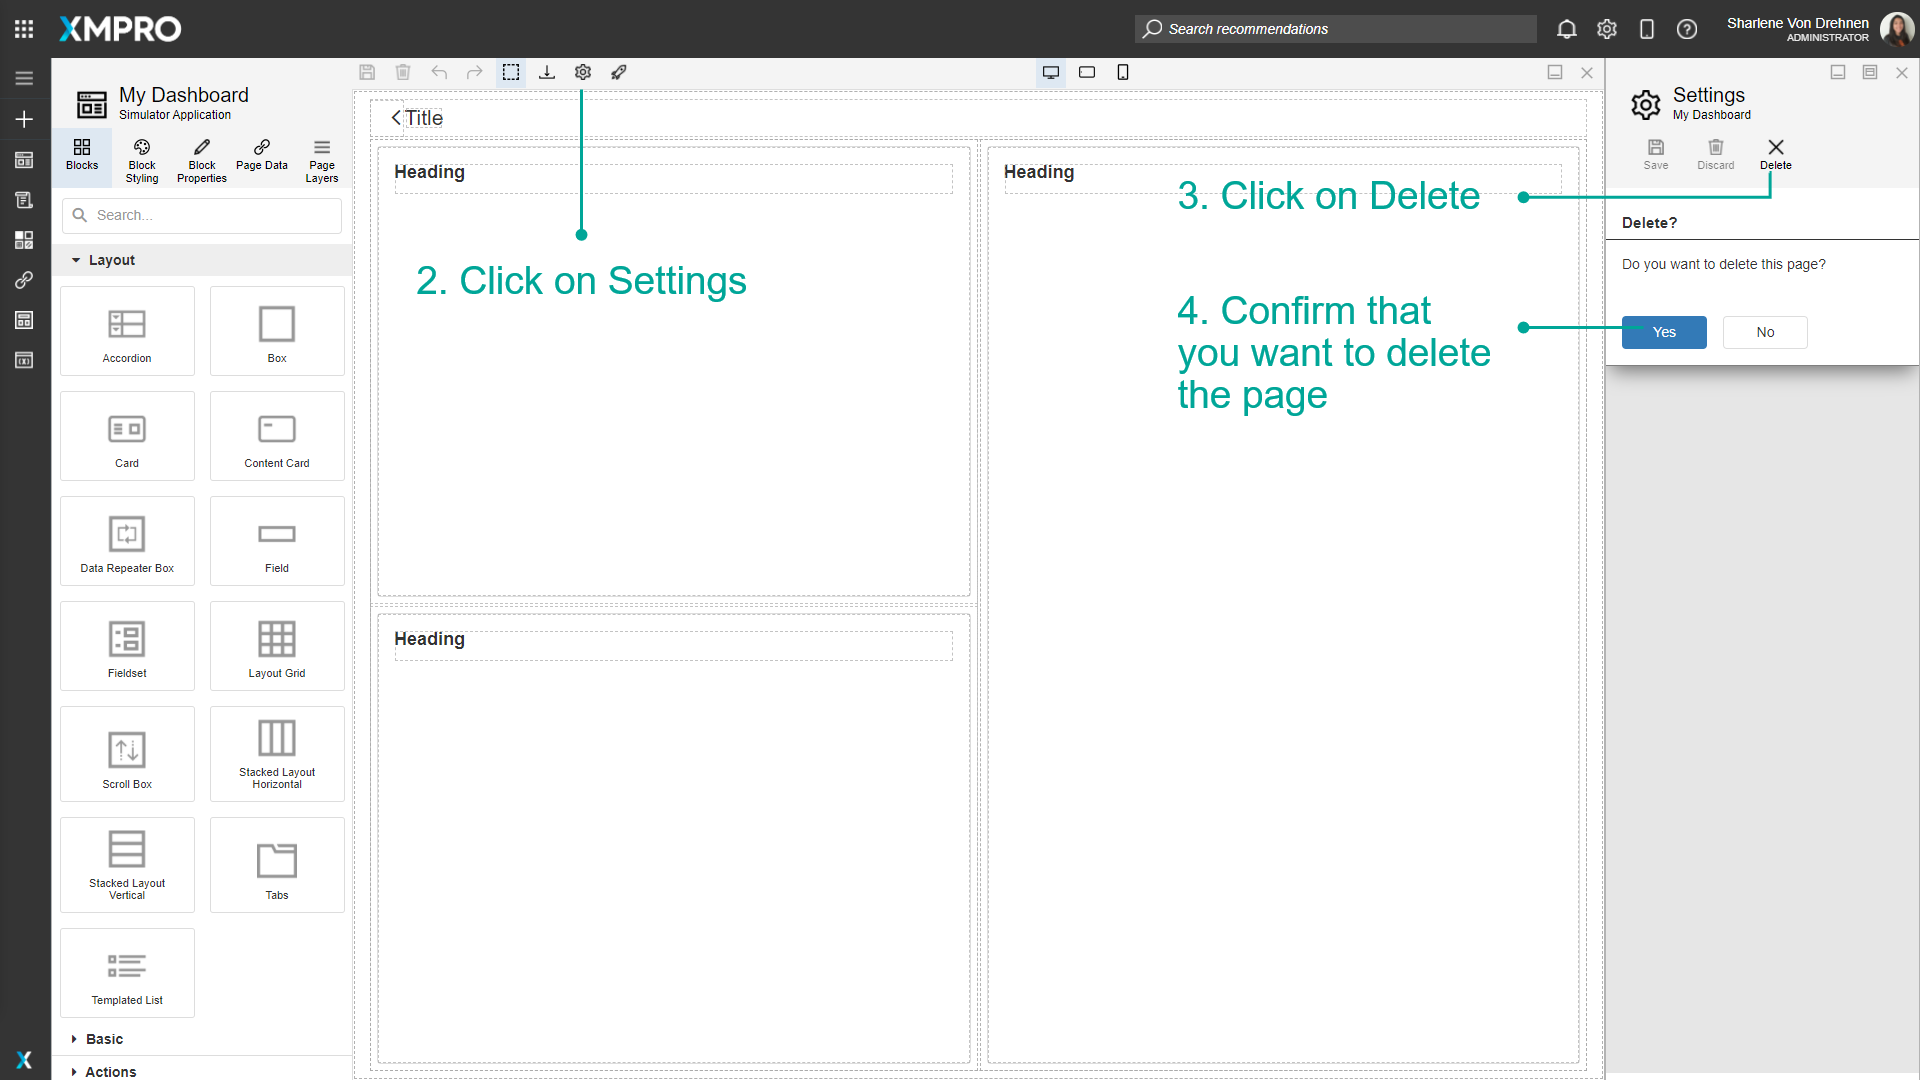 XMPRO
Search recommendations
Sharlene Von Drehnen
ADMINISTRATOR
My Dashboard
Simulator Application
Blocks
Block Styling
Block Properties
Page Data
Page Layers
Search...
Layout
Accordion
Box
Card
Content Card
Data Repeater Box
Field
Fieldset
Layout Grid
Scroll Box
Stacked Layout
Horizontal
Stacked Layout
Vertical
Tabs
Templated List
Basic
Actions
Title
Heading
2. Click on Settings
Heading
Heading
3. Click on Delete
4. Confirm that
you want to delete
the page
Settings
My Dashboard
Save
Discard
Delete
Delete?
Do you want to delete this page?
Yes
No